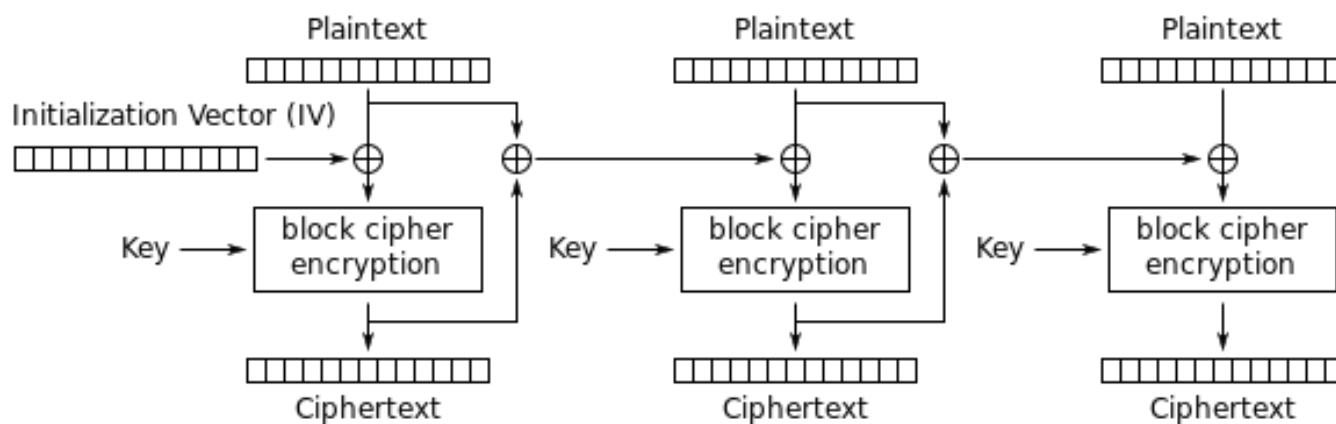 Plaintext
Plaintext
Plaintext
Initialization Vector (IV)
Key
block cipher
encryption
Key
block cipher
encryption
Key
block cipher
encryption
Ciphertext
Ciphertext
Ciphertext